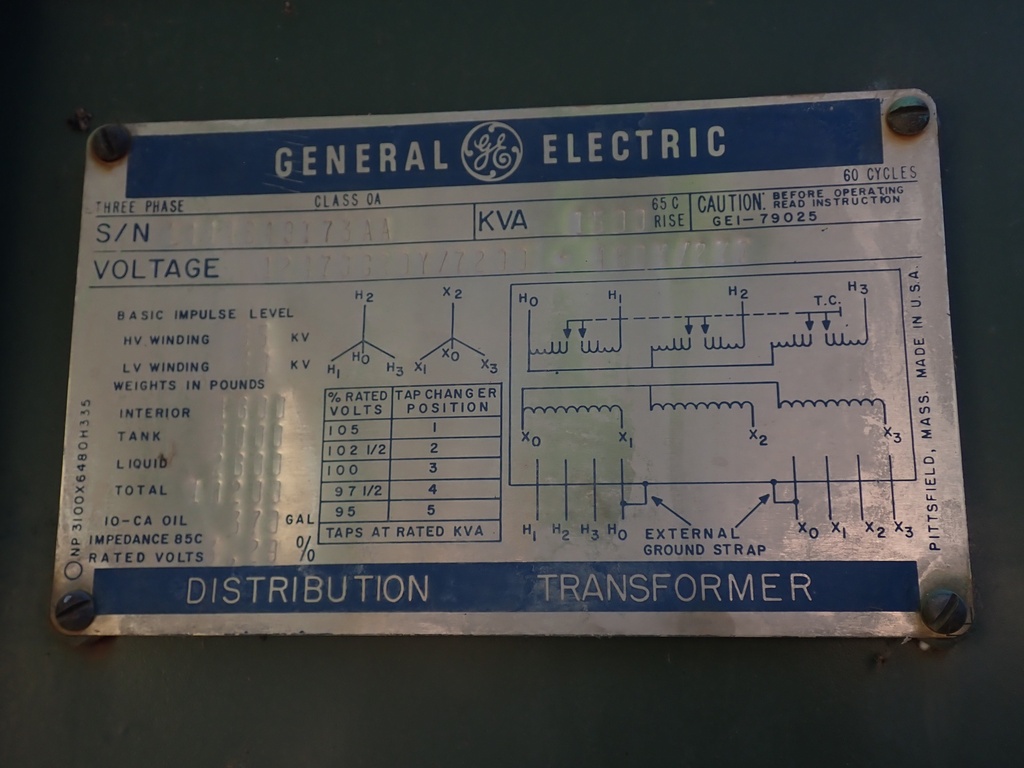 GENERAL GE ELECTRIC
60 CYCLES
THREE PHASE CLASS OA
S/N KVA 65 C RISE CAUTION: BEFORE OPERATING READ INSTRUCTION GEI-79025
VOLTAGE
BASIC IMPULSE LEVEL
HV WINDING KV
LV WINDING KV
WEIGHTS IN POUNDS
INTERIOR
TANK
LIQUID
TOTAL
10-CA OIL GAL
IMPEDANCE 85C
RATED VOLTS %
H2 X2
H0 X0
H1 H3 X1 X3
% RATED VOLTS TAP CHANGER POSITION
105 1
102 1/2 2
100 3
97 1/2 4
95 5
TAPS AT RATED KVA
H0 H1 H2 H3
T.C.
X0 X1 X2 X3
H1 H2 H3 H0 X0 X1 X2 X3
EXTERNAL
GROUND STRAP
NP3100X6480H335
PITTSFIELD, MASS. MADE IN U.S.A.
DISTRIBUTION TRANSFORMER